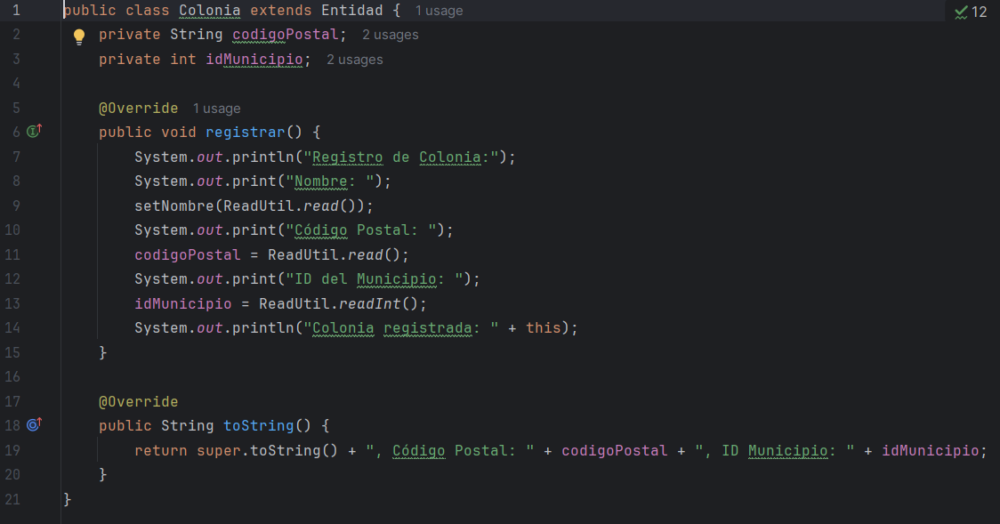 1 public class Colonia extends Entidad { 1 usage 12
2 private String codigoPostal; 2 usages
3 private int idMunicipio; 2 usages
4
5 @Override 1 usage
6 public void registrar() {
7 System.out.println("Registro de Colonia:");
8 System.out.print("Nombre: ");
9 setNombre(ReadUtil.read());
10 System.out.print("Código Postal: ");
11 codigoPostal = ReadUtil.read();
12 System.out.print("ID del Municipio: ");
13 idMunicipio = ReadUtil.readInt();
14 System.out.println("Colonia registrada: " + this);
15 }
16
17 @Override
18 public String toString() {
19 return super.toString() + ", Código Postal: " + codigoPostal + ", ID Municipio: " + idMunicipio;
20 }
21 }